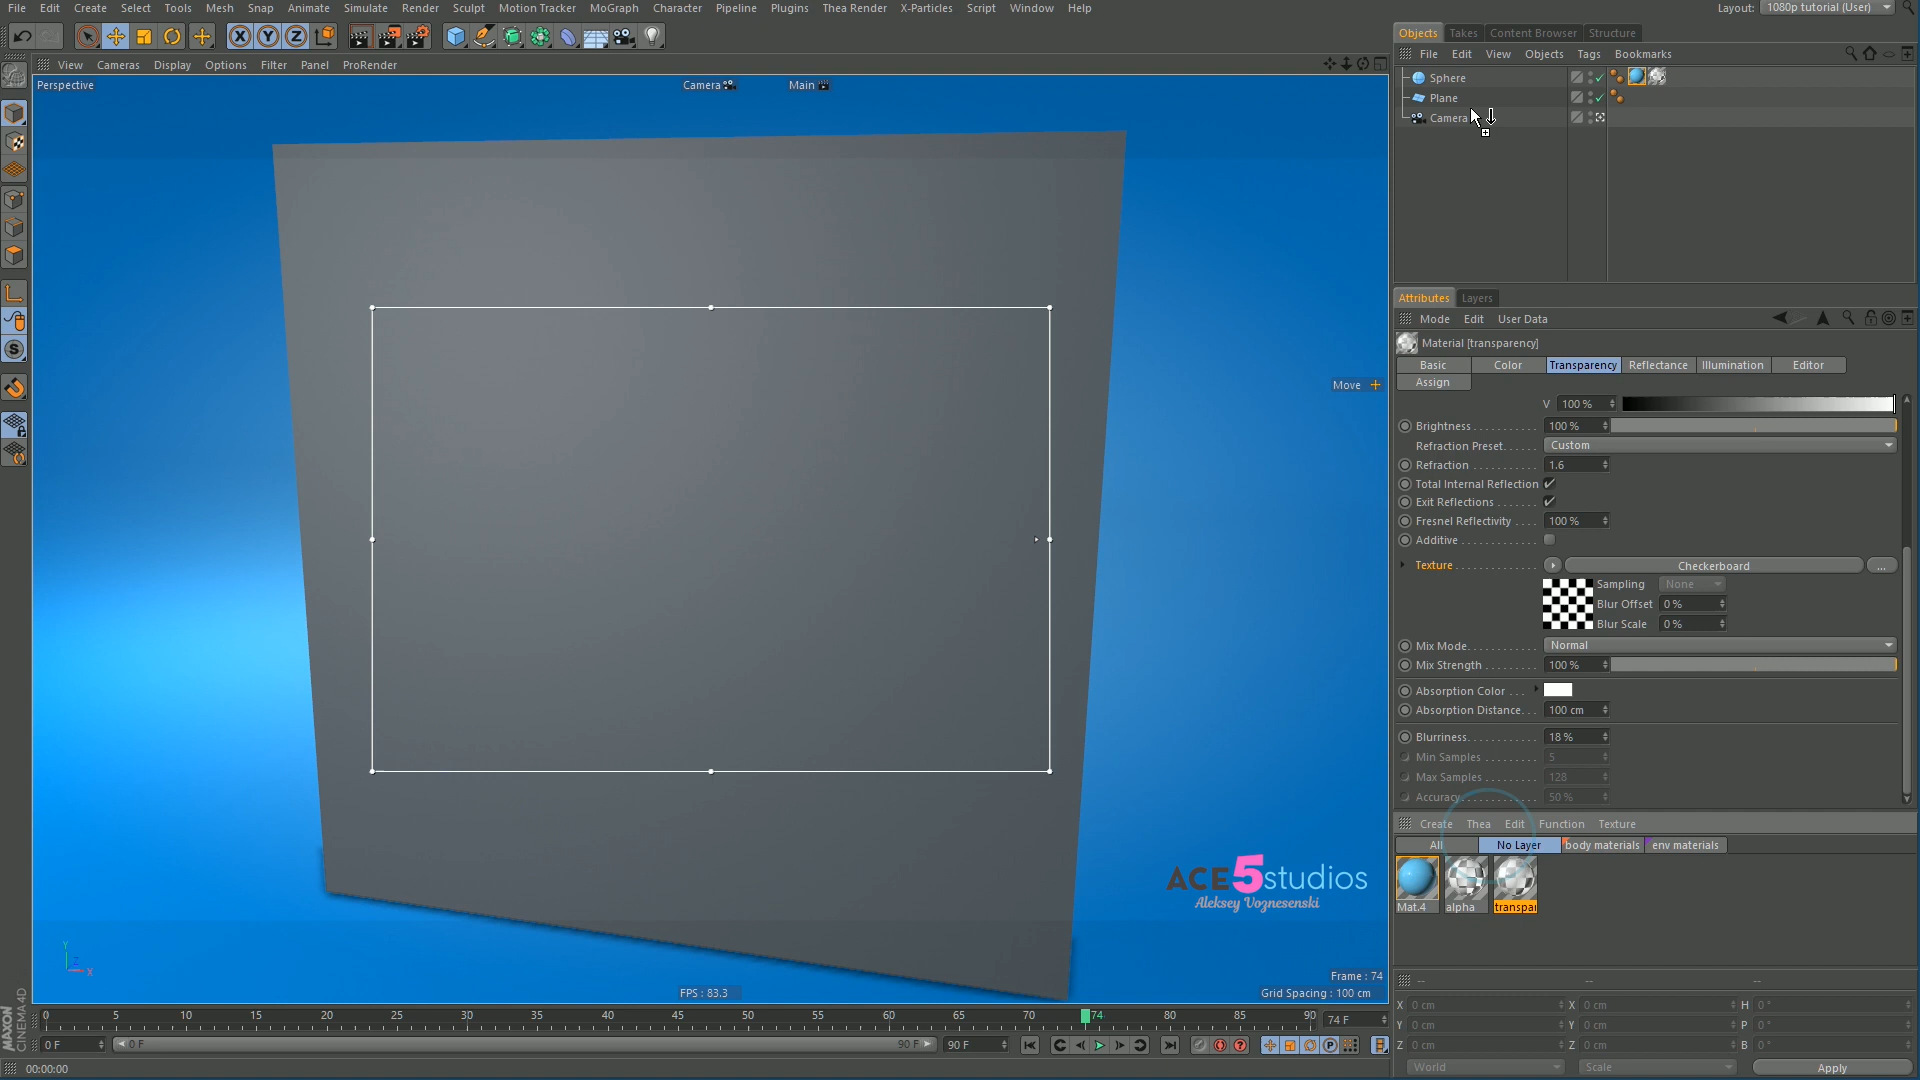 File Edit Create Select Tools Mesh Snap Animate Simulate Render Sculpt Motion Tracker MoGraph Character Pipeline Plugins Thea Render X-Particles Script Window Help Layout: 1080p tutorial (User)
Objects Takes Content Browser Structure
File Edit View Objects Tags Bookmarks
View Cameras Display Options Filter Panel ProRender
Sphere
Perspective Camera Main
Plane
Camera
Attributes Layers
Mode Edit User Data
Material [transparency]
Basic Color Transparency Reflectance Illumination Editor
Assign
Move
V 100 %
Brightness 100 %
Refraction Preset Custom
Refraction 1.6
Total Internal Reflection
Exit Reflections
Fresnel Reflectivity 100 %
Additive
Texture Checkerboard ...
Sampling None
Blur Offset 0 %
Blur Scale 0 %
Mix Mode Normal
Mix Strength 100 %
Absorption Color
Absorption Distance 100 cm
Blurriness 18 %
Min Samples 5
Max Samples 128
Accuracy 50 %
Create Thea Edit Function Texture
All No Layer body materials env materials
Mat.4 alpha transpar
ACE5studios
Aleksey Voznesenski
Y
Z
X
Frame : 74
FPS : 83.3 Grid Spacing : 100 cm
-- -- --
X 0 cm X 0 cm H 0 °
Y 0 cm Y 0 cm P 0 °
Z 0 cm Z 0 cm B 0 °
World Scale Apply
0 5 10 15 20 25 30 35 40 45 50 55 60 65 70 74 80 85 90 74 F
0 F 0 F 90 F 90 F
00:00:00
MAXON
CINEMA4D